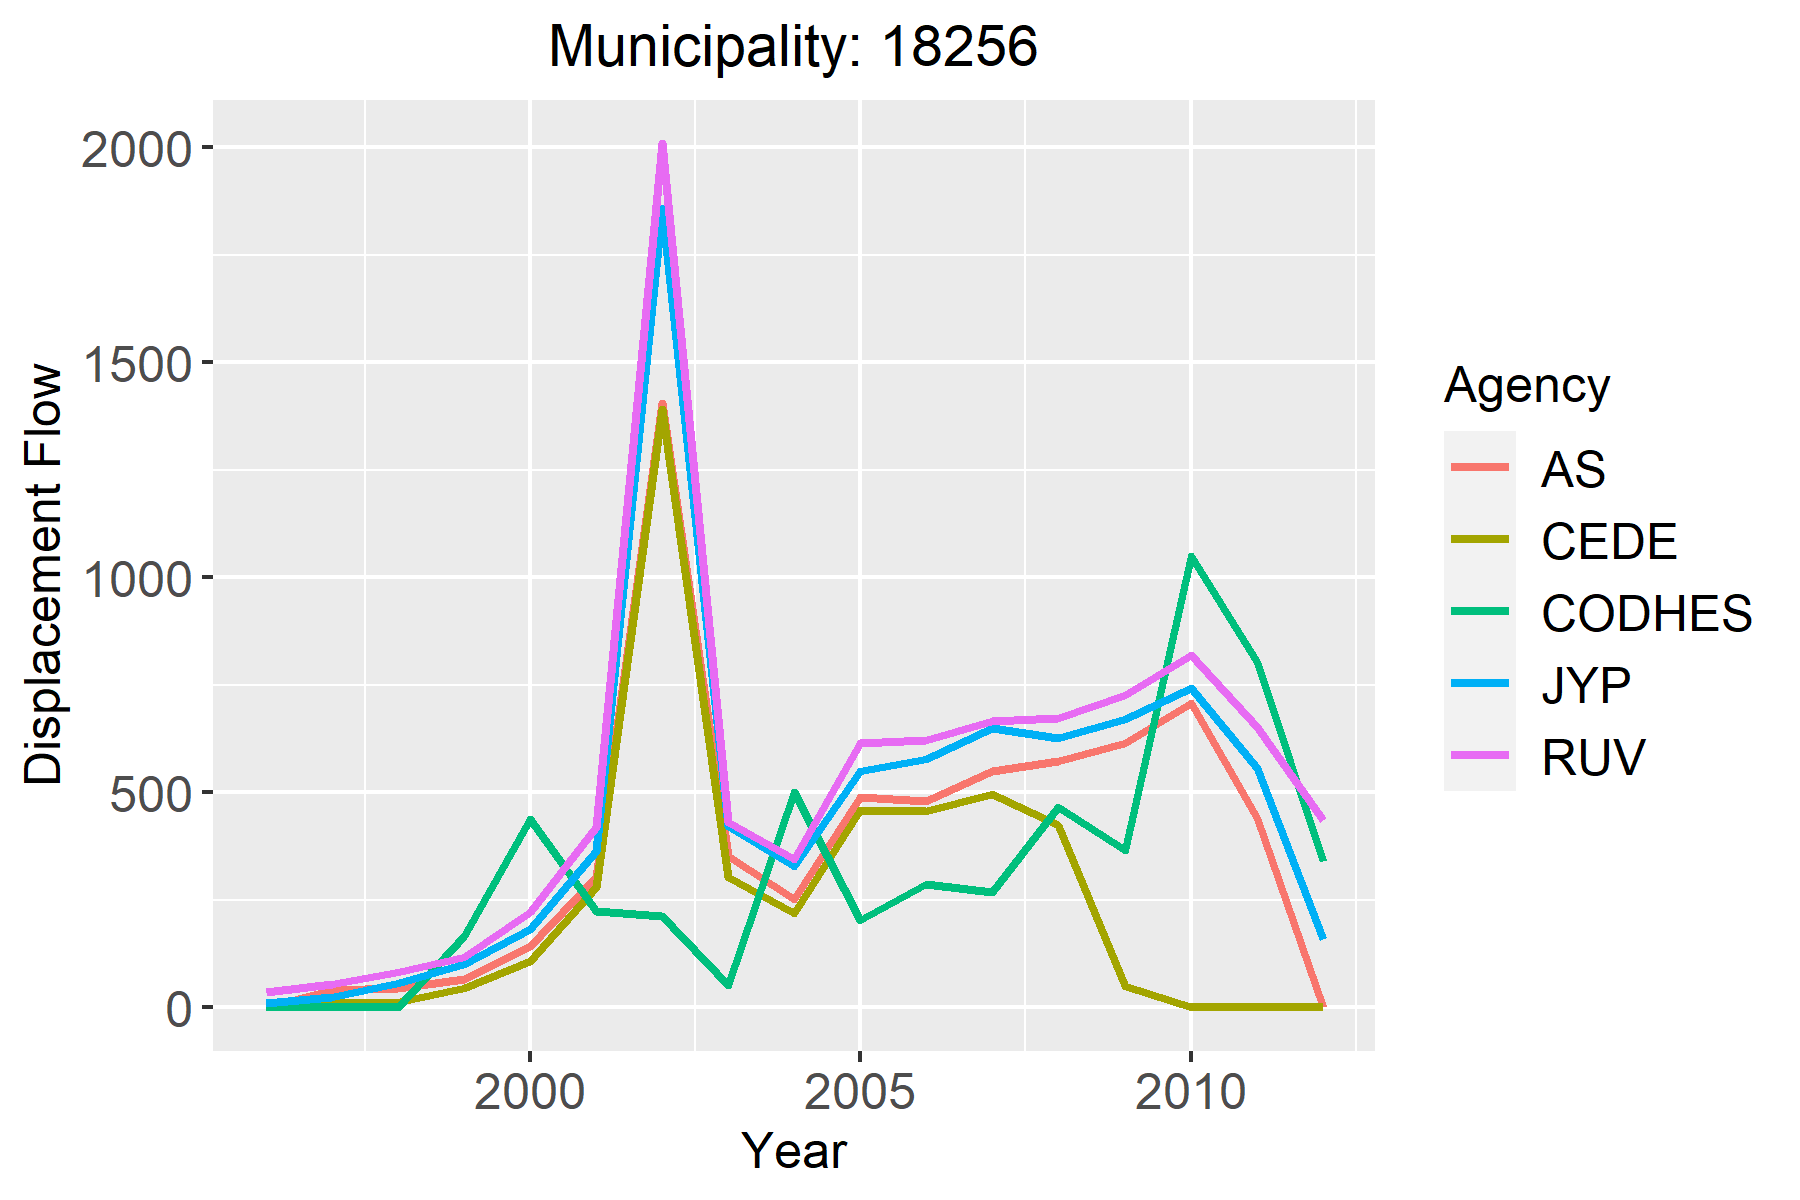 Municipality: 18256
2000
1500
1000
500
0
Displacement Flow
2000 2005 2010
Year
Agency
AS
CEDE
CODHES
JYP
RUV